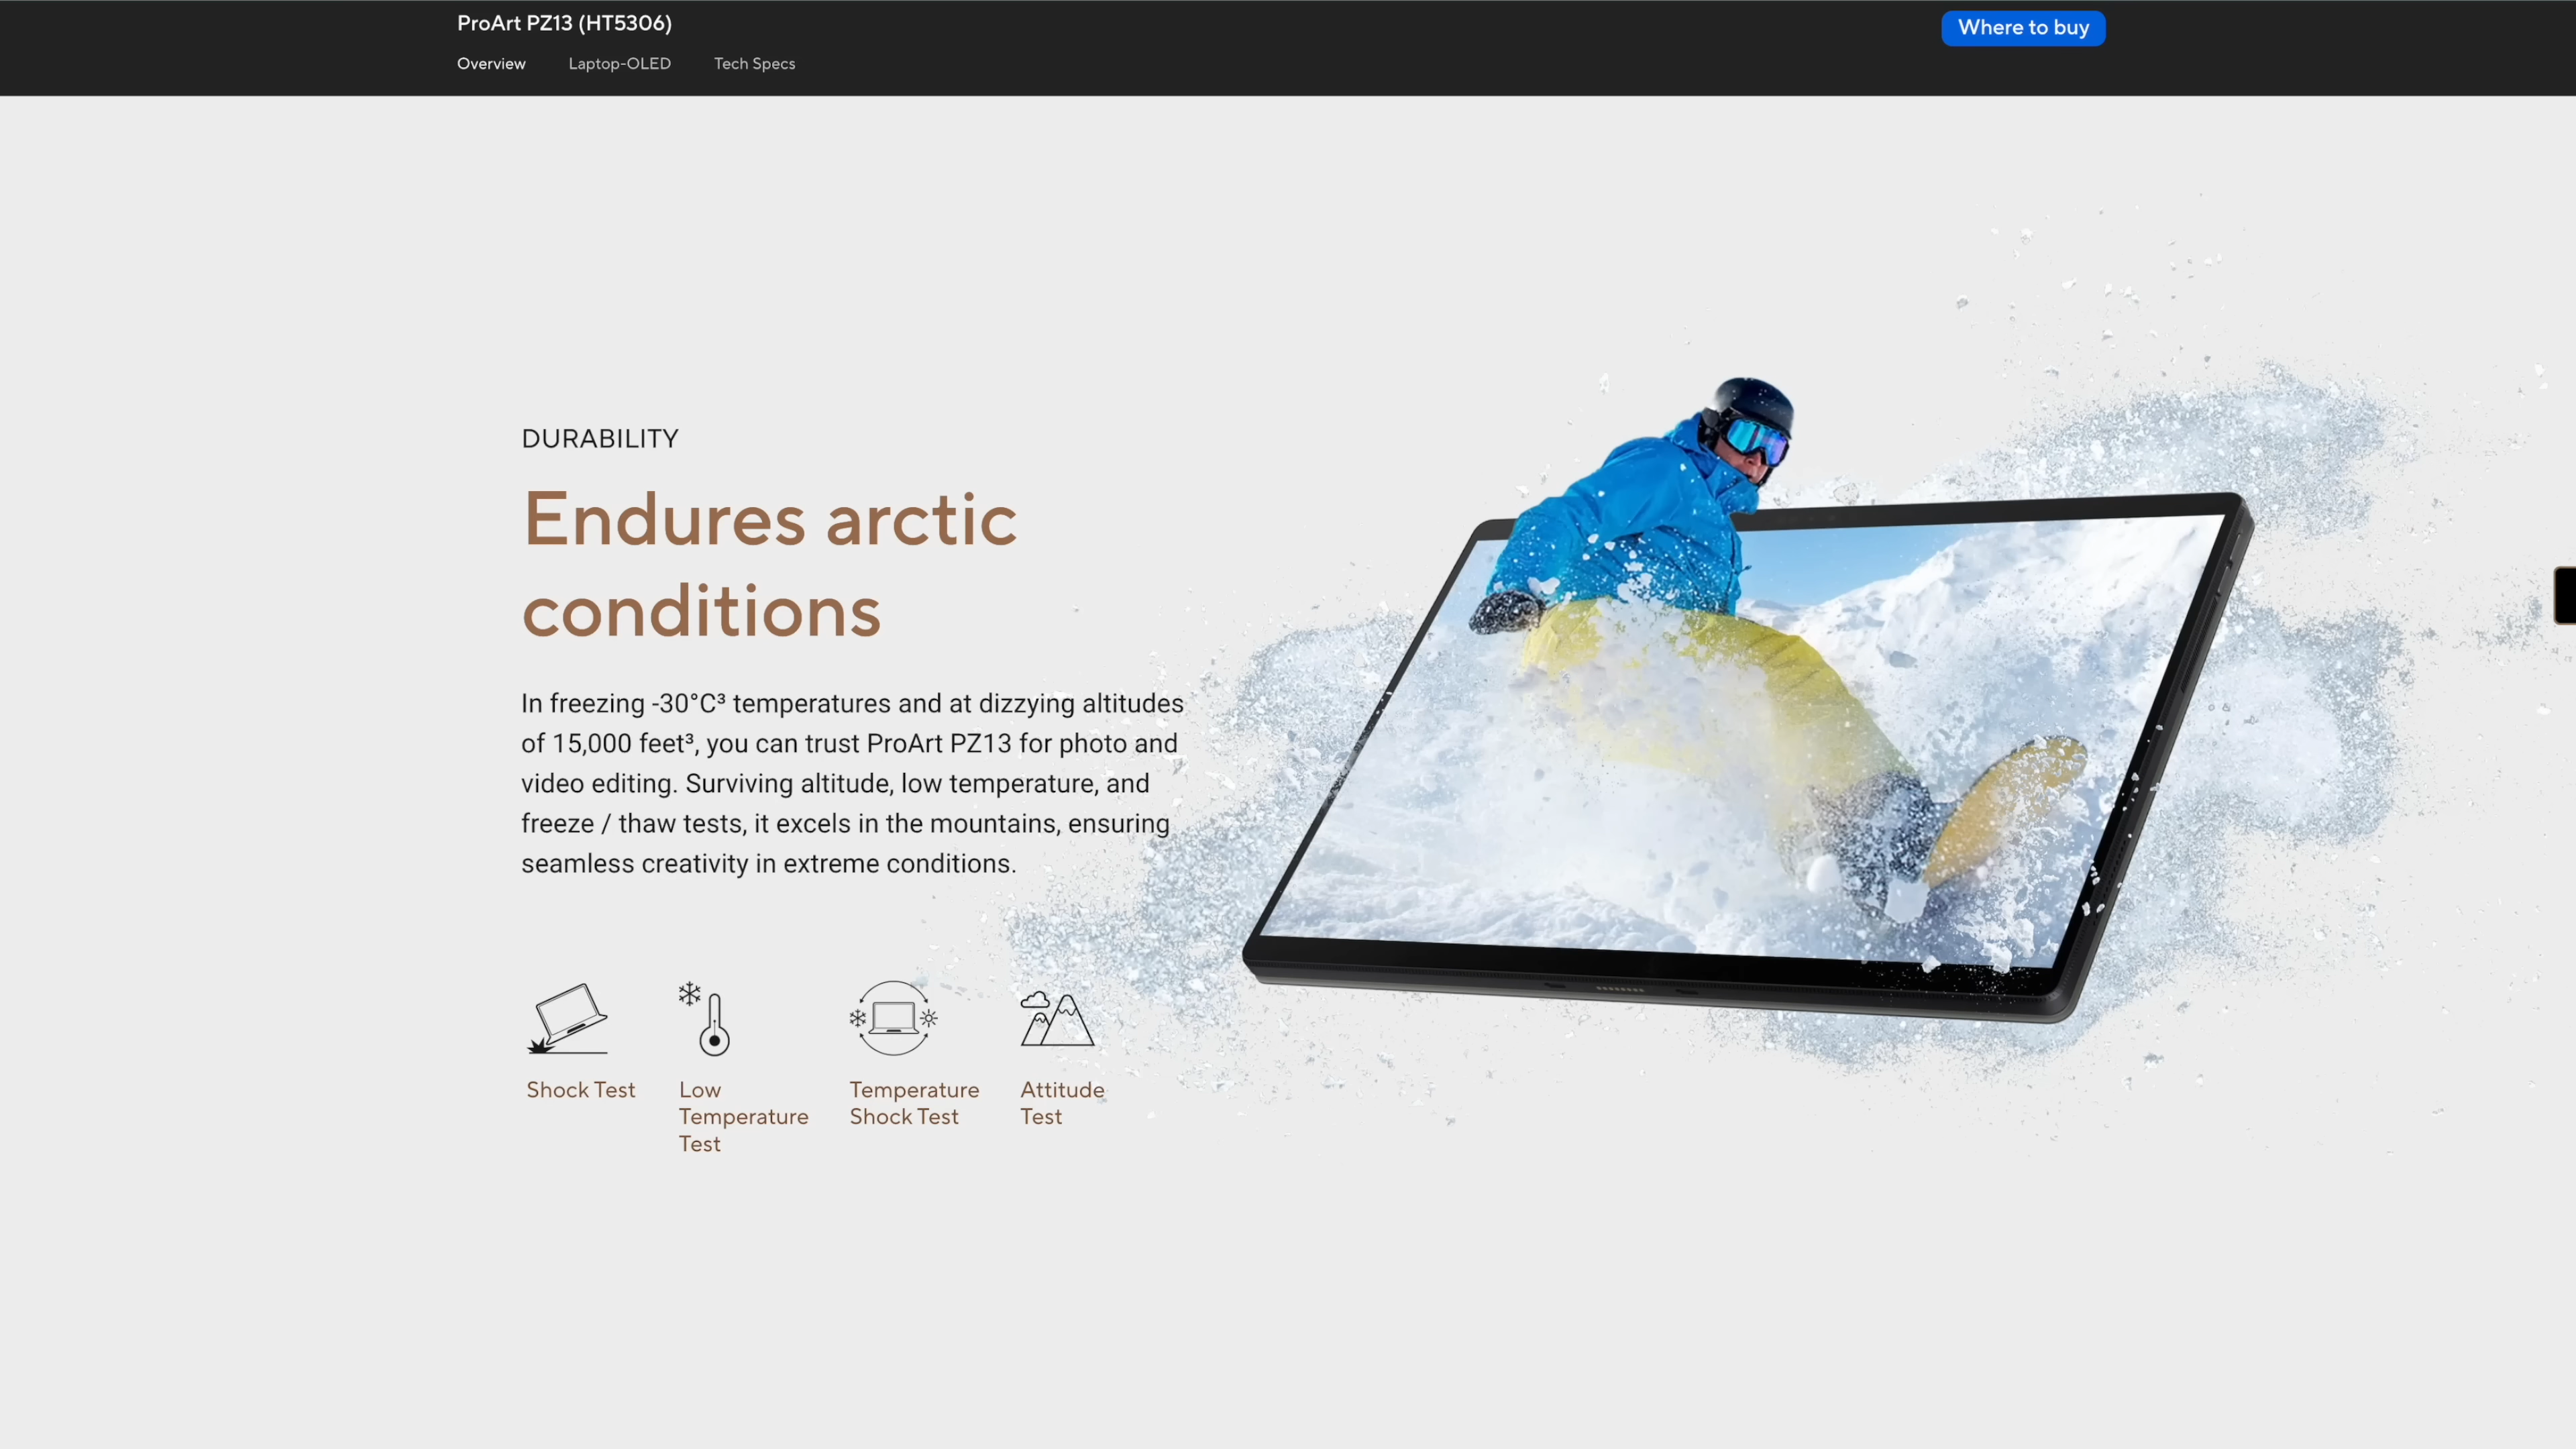 ProArt PZ13 (HT5306)
Where to buy
Overview
Laptop-OLED
Tech Specs
DURABILITY
Endures arctic
conditions
In freezing -30°C³ temperatures and at dizzying altitudes
of 15,000 feet³, you can trust ProArt PZ13 for photo and
video editing. Surviving altitude, low temperature, and
freeze / thaw tests, it excels in the mountains, ensuring
seamless creativity in extreme conditions.
Shock Test
Low
Temperature
Test
Temperature
Shock Test
Attitude
Test